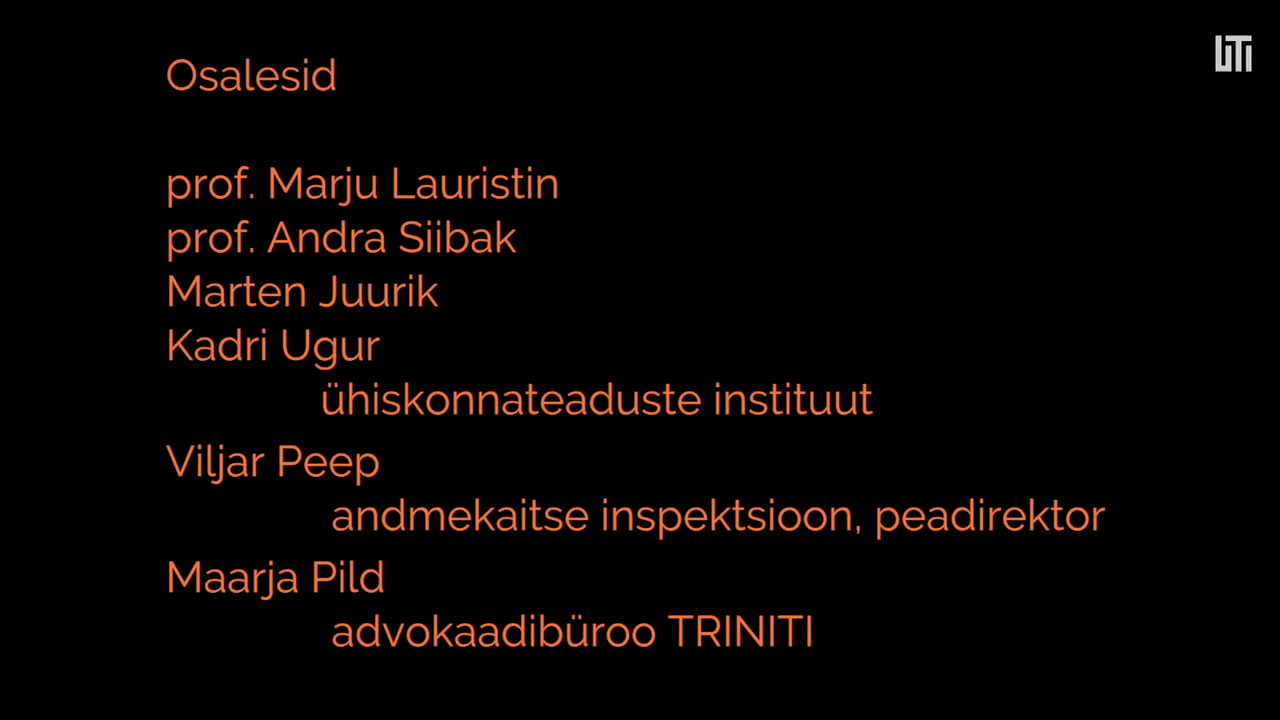 Osalesid
prof. Marju Lauristin
prof. Andra Siibak
Marten Juurik
Kadri Ugur
ühiskonnateaduste instituut
Viljar Peep
andmekaitse inspektsioon, peadirektor
Maarja Pild
advokaadibüroo TRINITI